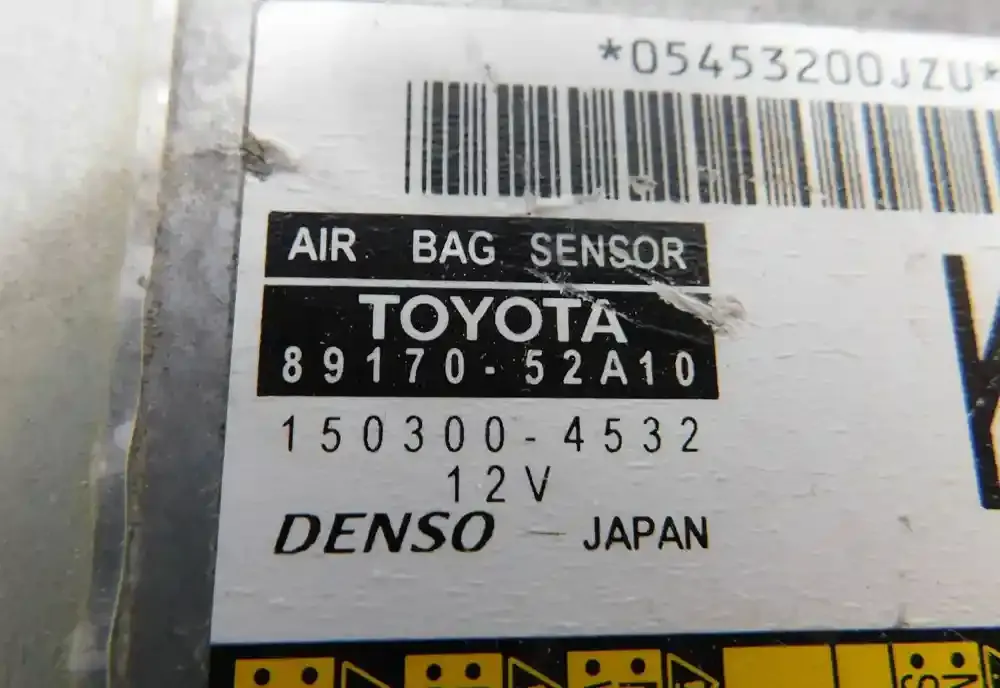 *05453200JZU*
AIR BAG SENSOR
TOYOTA
89170-52A10
150300-4532
12V
DENSO JAPAN